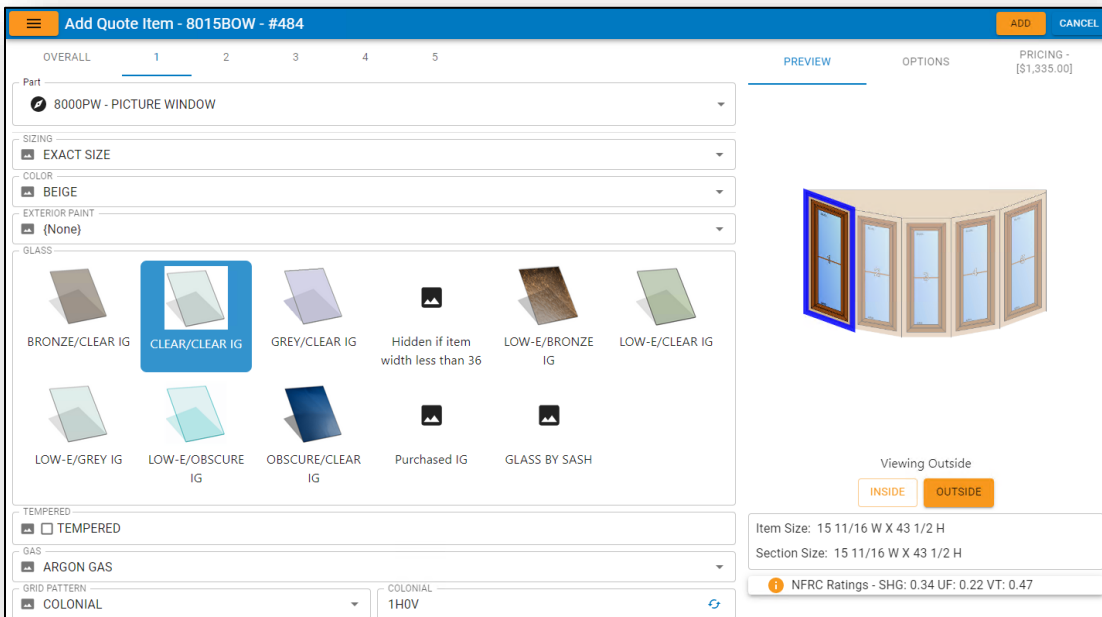 Add Quote Item - 8015BOW - #484
ADD
CANCEL
OVERALL
1
2
3
4
5
Part
8000PW - PICTURE WINDOW
SIZING
EXACT SIZE
COLOR
BEIGE
EXTERIOR PAINT
{None}
GLASS
BRONZE/CLEAR IG
CLEAR/CLEAR IG
GREY/CLEAR IG
Hidden if item
width less than 36
LOW-E/BRONZE
IG
LOW-E/CLEAR IG
LOW-E/GREY IG
LOW-E/OBSCURE
IG
OBSCURE/CLEAR
IG
Purchased IG
GLASS BY SASH
TEMPERED
TEMPERED
GAS
ARGON GAS
GRID PATTERN
COLONIAL
COLONIAL
1H0V
PREVIEW
OPTIONS
PRICING -
[$1,335.00]
Viewing Outside
INSIDE
OUTSIDE
Item Size: 15 11/16 W X 43 1/2 H
Section Size: 15 11/16 W X 43 1/2 H
NFRC Ratings - SHG: 0.34 UF: 0.22 VT: 0.47